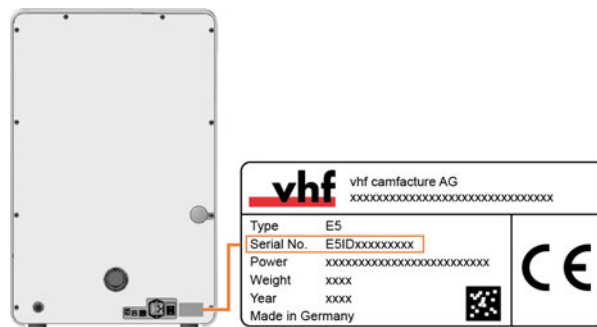 vhf vhf camfacture AG
xxxxxxxxxxxxxxxxxxxxxxxxxxxxxxxx
Type E5
Serial No. E5IDxxxxxxxxx
Power xxxxxxxxxxxxxxxxxxxxxxxxxx
Weight xxxx
Year xxxx
Made in Germany
CE